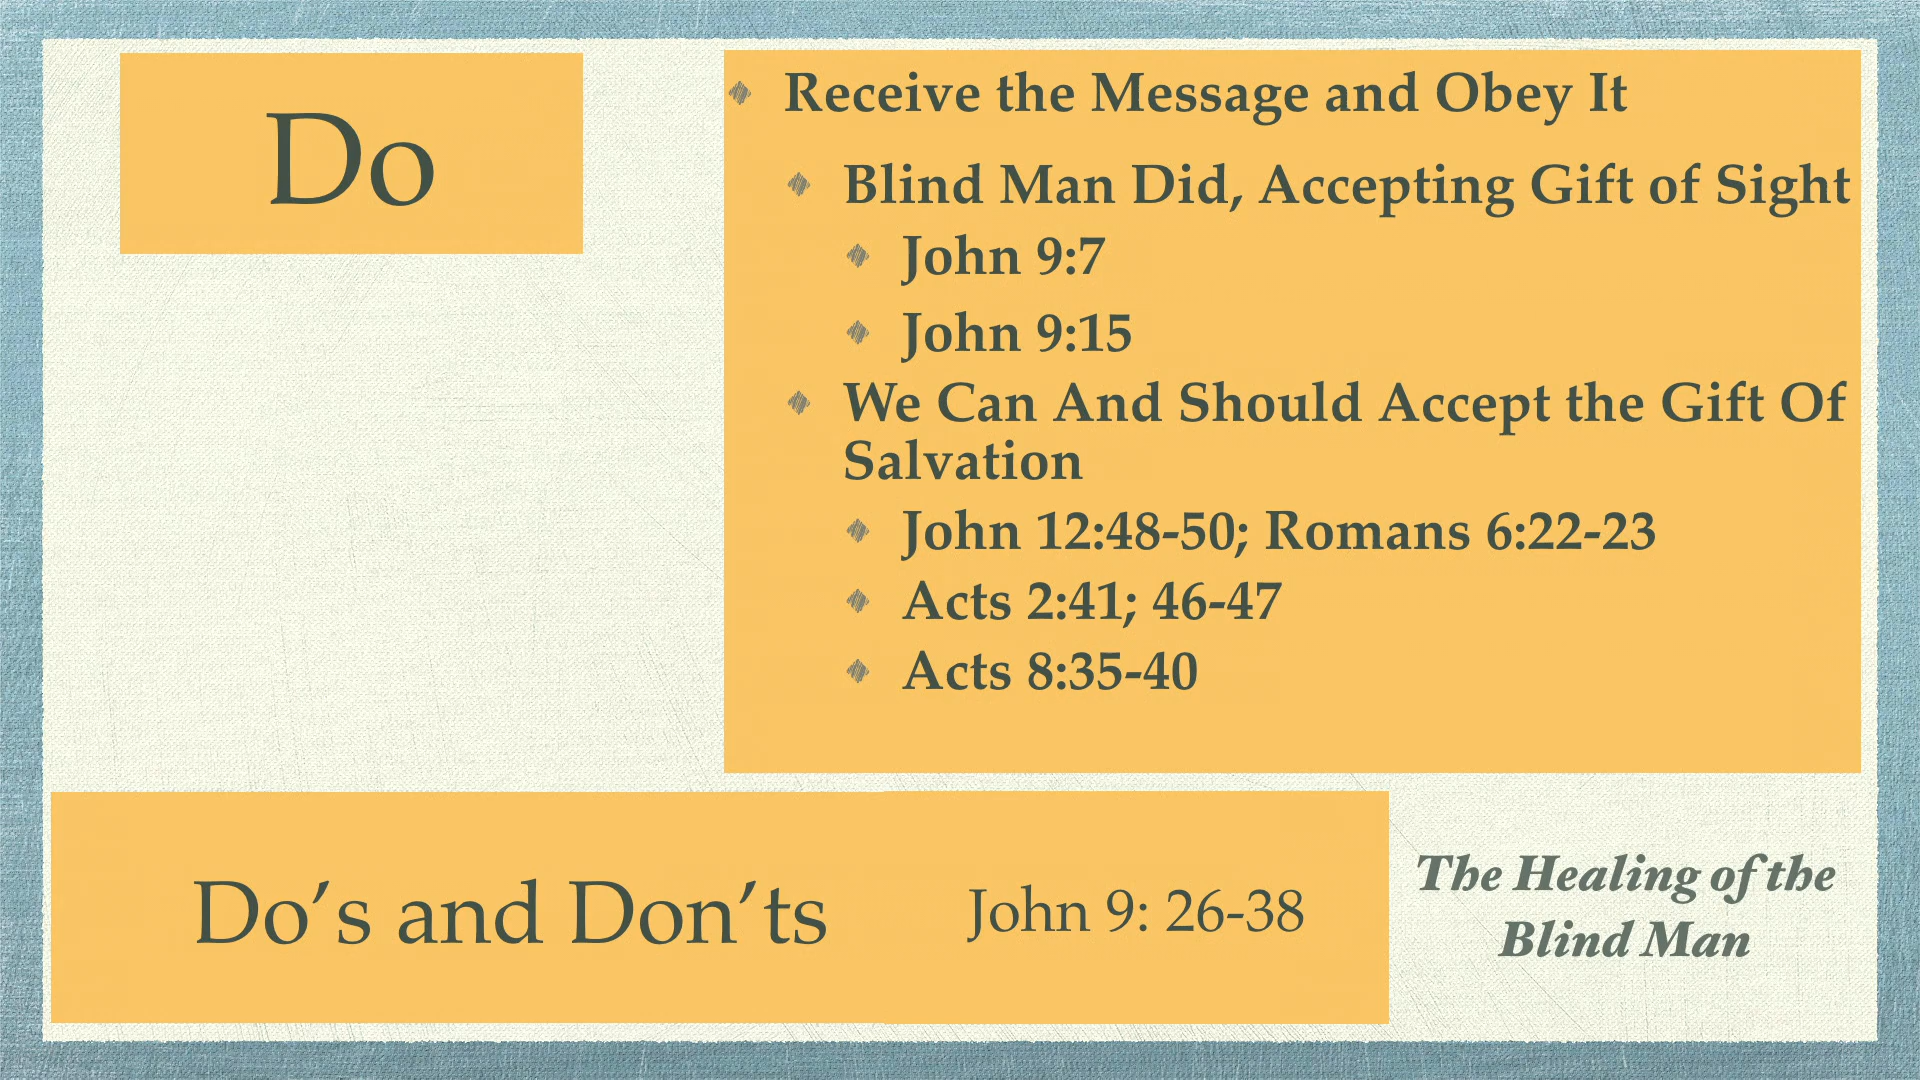 Do
Receive the Message and Obey It
Blind Man Did, Accepting Gift of Sight
John 9:7
John 9:15
We Can And Should Accept the Gift Of
Salvation
John 12:48-50; Romans 6:22-23
Acts 2:41; 46-47
Acts 8:35-40
Do’s and Don’ts
John 9: 26-38
The Healing of the
Blind Man